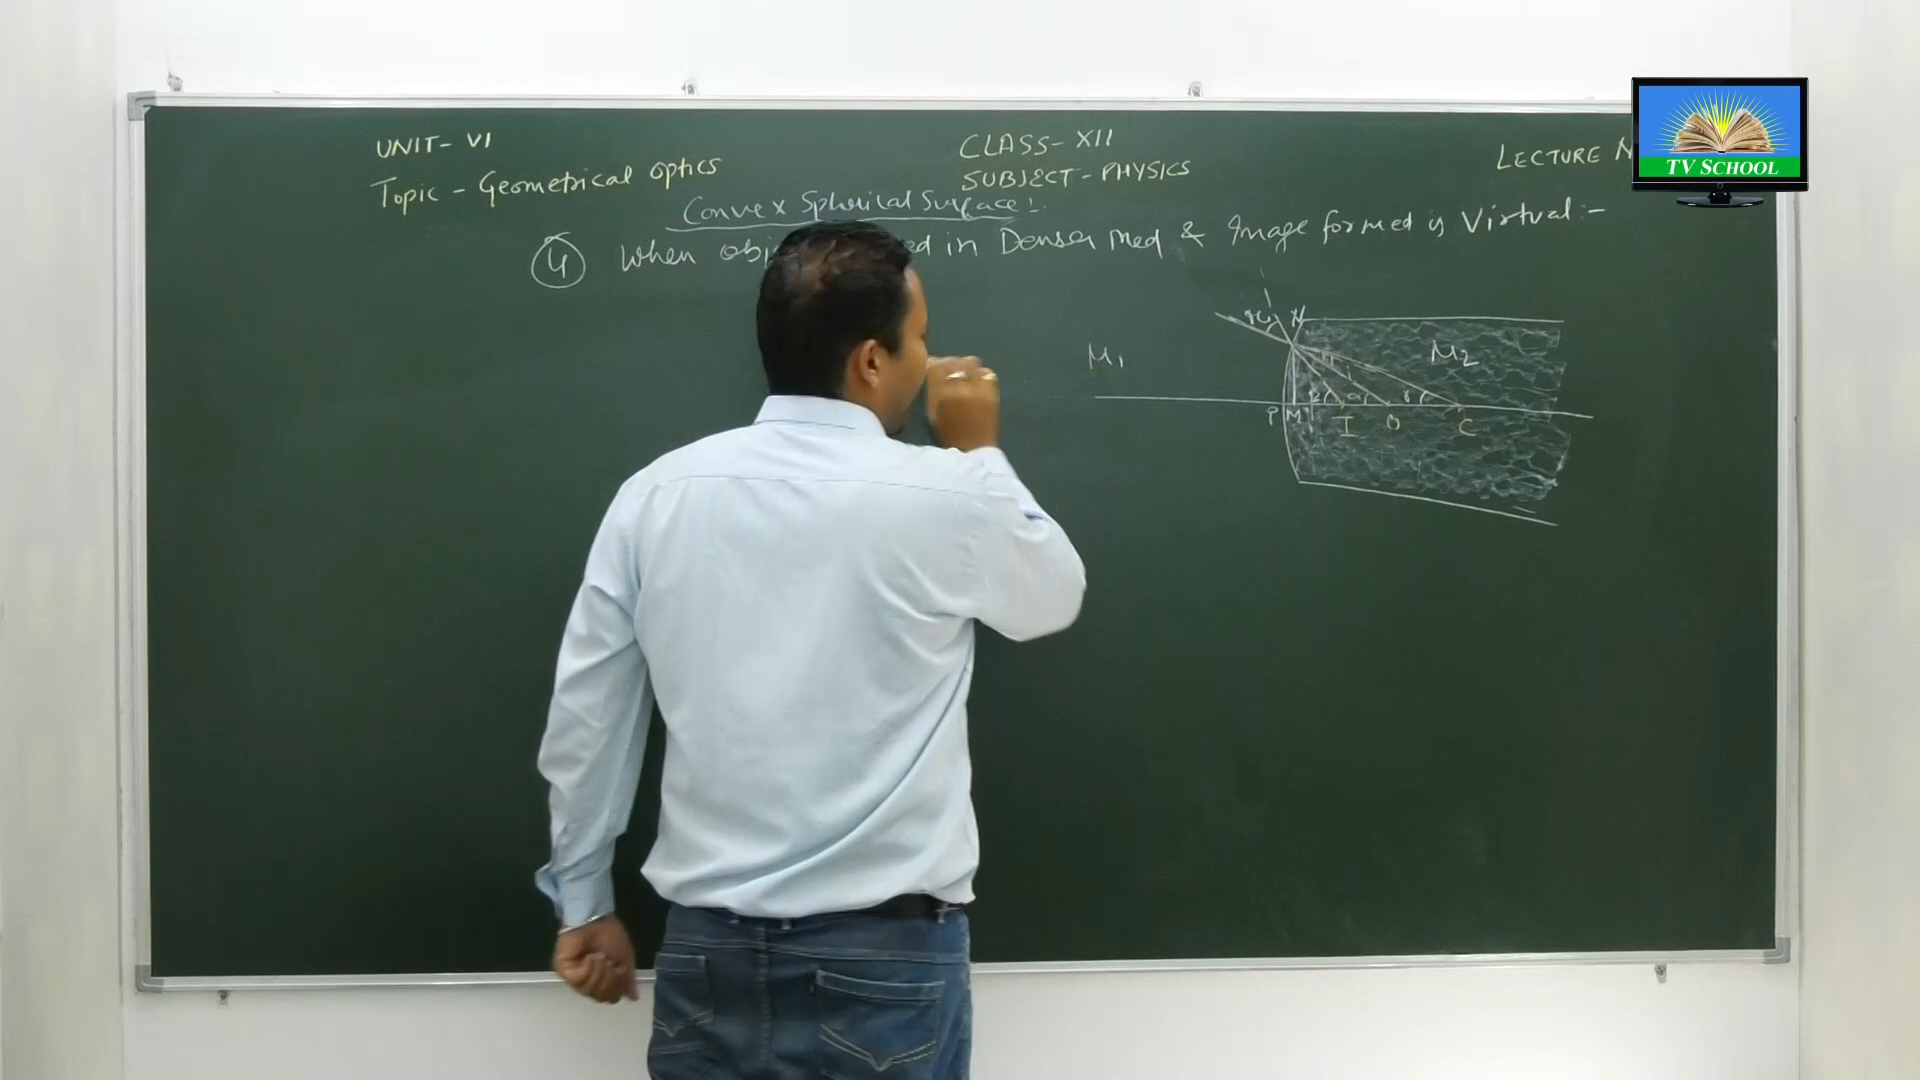 UNIT- VI
Topic - Geometrical optics
CLASS- XII
SUBJECT - PHYSICS
LECTURE
TV SCHOOL
Convex Spherical Surface :-
4 When in Denser Med & Image formed is Virtual :-
N
M1
M2
P M I O C